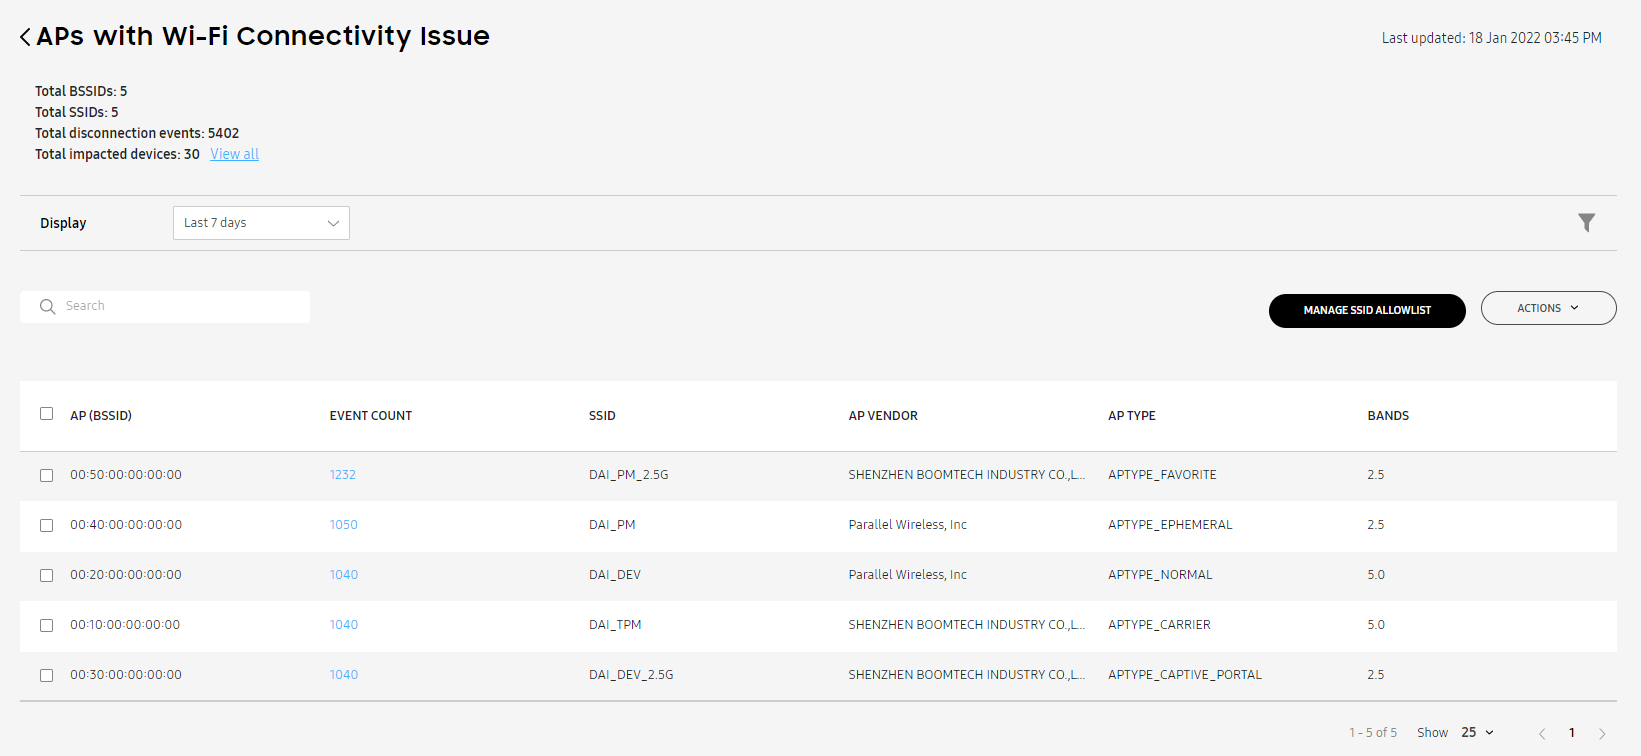 APs with Wi-Fi Connectivity Issue
Last updated: 18 Jan 2022 03:45 PM
Total BSSIDs: 5
Total SSIDs: 5
Total disconnection events: 5402
Total impacted devices: 30 View all
Display Last 7 days
Search
MANAGE SSID ALLOWLIST ACTIONS
AP (BSSID) EVENT COUNT SSID AP VENDOR AP TYPE BANDS
00:50:00:00:00:00 1232 DAI_PM_2.5G SHENZHEN BOOMTECH INDUSTRY CO.,L... APTYPE_FAVORITE 2.5
00:40:00:00:00:00 1050 DAI_PM Parallel Wireless, Inc APTYPE_EPHEMERAL 2.5
00:20:00:00:00:00 1040 DAI_DEV Parallel Wireless, Inc APTYPE_NORMAL 5.0
00:10:00:00:00:00 1040 DAI_TPM SHENZHEN BOOMTECH INDUSTRY CO.,L... APTYPE_CARRIER 5.0
00:30:00:00:00:00 1040 DAI_DEV_2.5G SHENZHEN BOOMTECH INDUSTRY CO.,L... APTYPE_CAPTIVE_PORTAL 2.5
1 - 5 of 5 Show 25 1